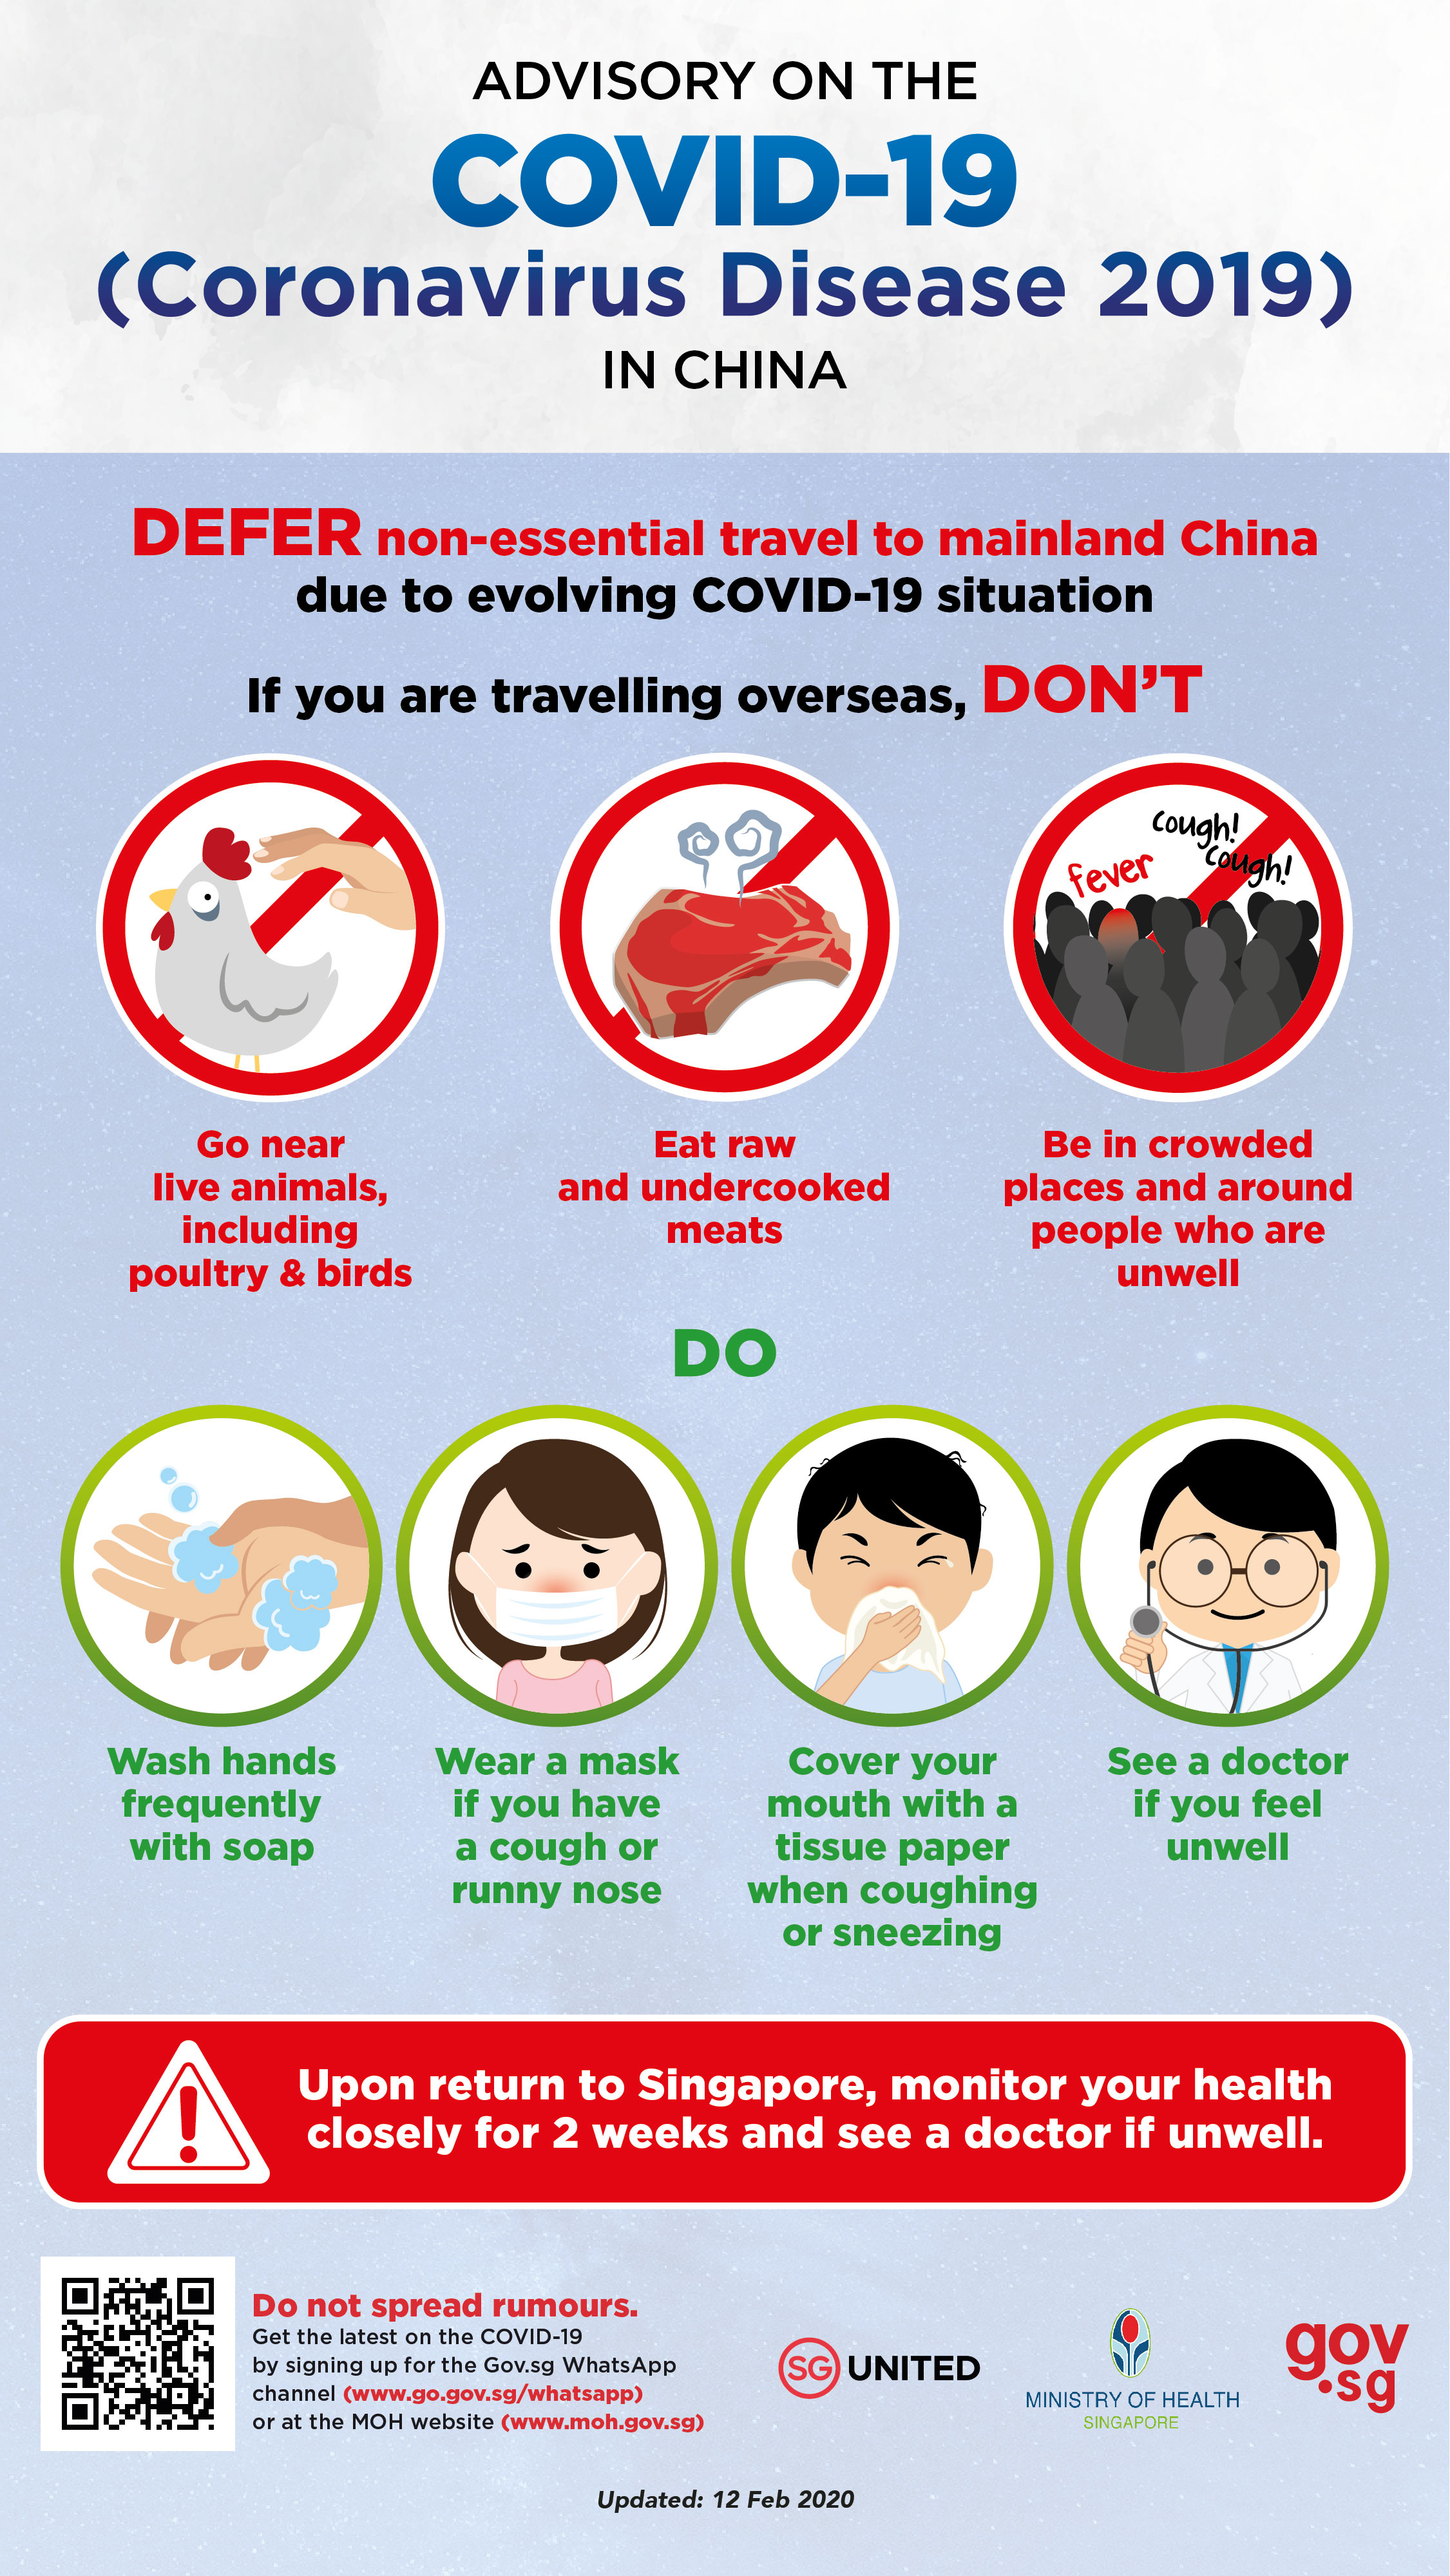 ADVISORY ON THE
COVID-19
(Coronavirus Disease 2019)
IN CHINA
DEFER non-essential travel to mainland China
due to evolving COVID-19 situation
If you are travelling overseas, DON'T
cough!
cough!
fever
Go near
live animals,
including
poultry & birds
Eat raw
and undercooked
meats
Be in crowded
places and around
people who are
unwell
DO
Wash hands
frequently
with soap
Wear a mask
if you have
a cough or
runny nose
Cover your
mouth with a
tissue paper
when coughing
or sneezing
See a doctor
if you feel
unwell
Upon return to Singapore, monitor your health
closely for 2 weeks and see a doctor if unwell.
Do not spread rumours.
Get the latest on the COVID-19
by signing up for the Gov.sg WhatsApp
channel (www.go.gov.sg/whatsapp)
or at the MOH website (www.moh.gov.sg)
SG UNITED
MINISTRY OF HEALTH
SINGAPORE
gov
.sg
Updated: 12 Feb 2020